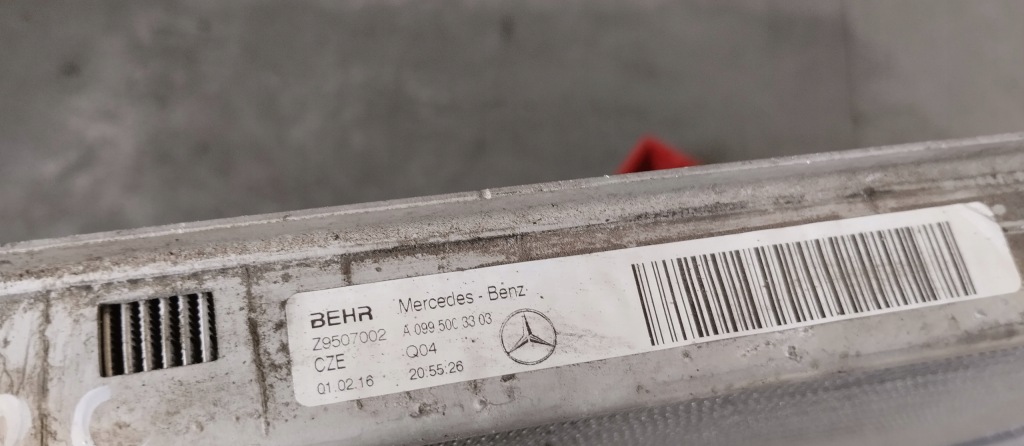 BEHR Mercedes - Benz
Z9507002 A 099 500 33 03
CZE Q04
01.02.16 20:55:26